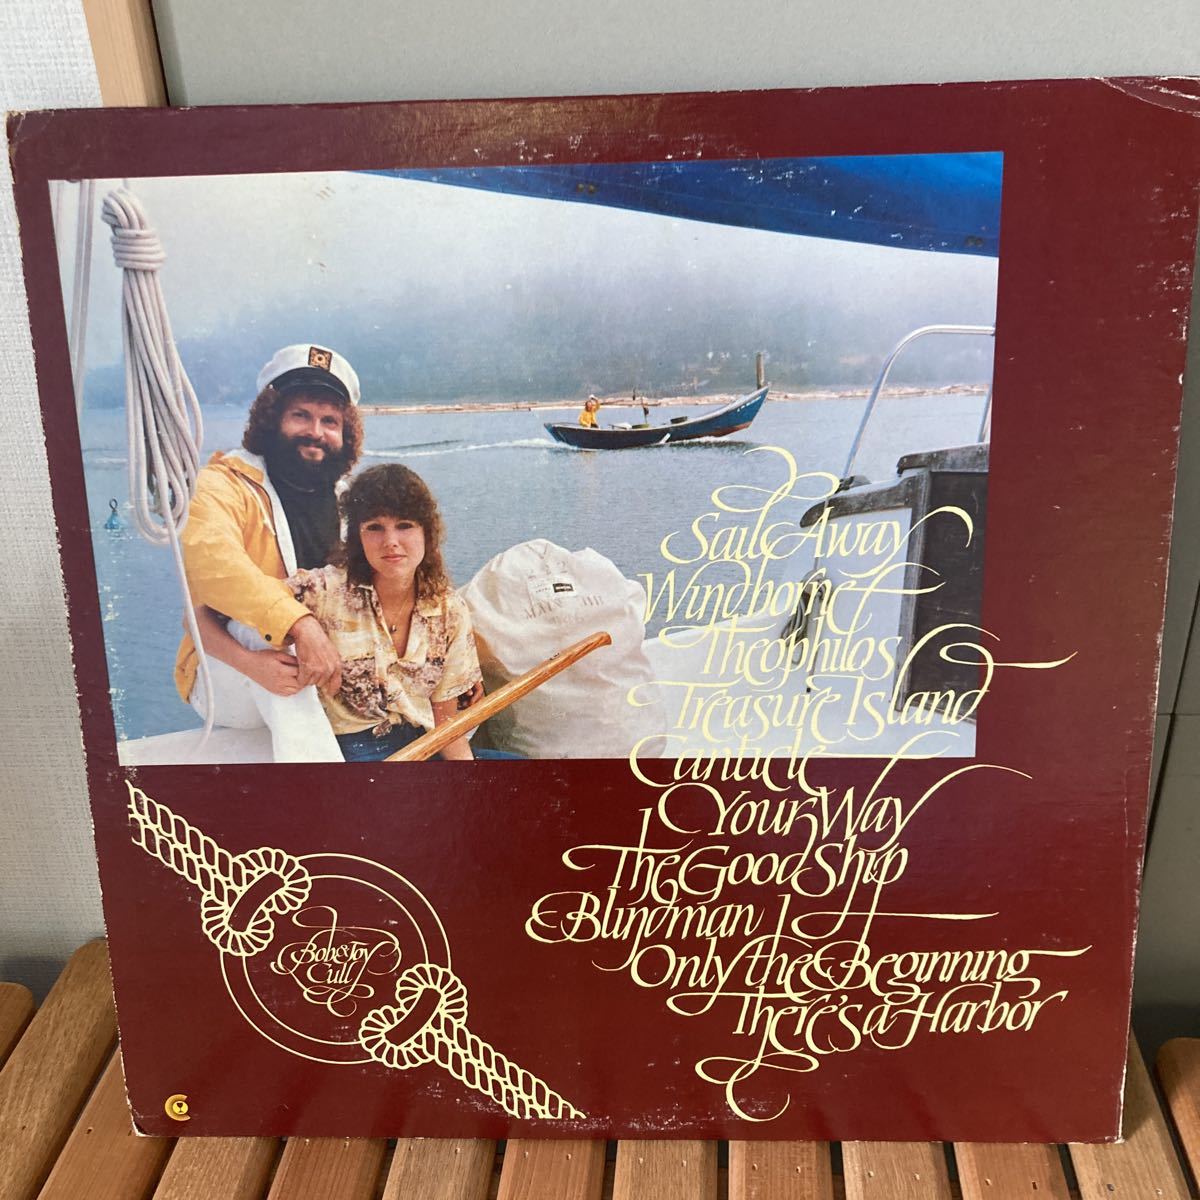 Sail Away
Windborne
Theophilos
Treasure Island
Canticle
Your Way
The Good Ship
Blindman
Only the Beginning
There's a Harbor
Bob & Joy
Cull